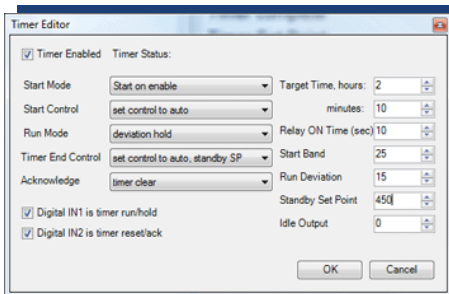 Timer Editor
Timer Enabled Timer Status:
Start Mode Start on enable
Start Control set control to auto
Run Mode deviation hold
Timer End Control set control to auto, standby SP
Acknowledge timer clear
Digital IN1 is timer run/hold
Digital IN2 is timer reset/ack
Target Time, hours: 2
minutes: 10
Relay ON Time (sec) 10
Start Band 25
Run Deviation 15
Standby Set Point 450
Idle Output 0
OK Cancel